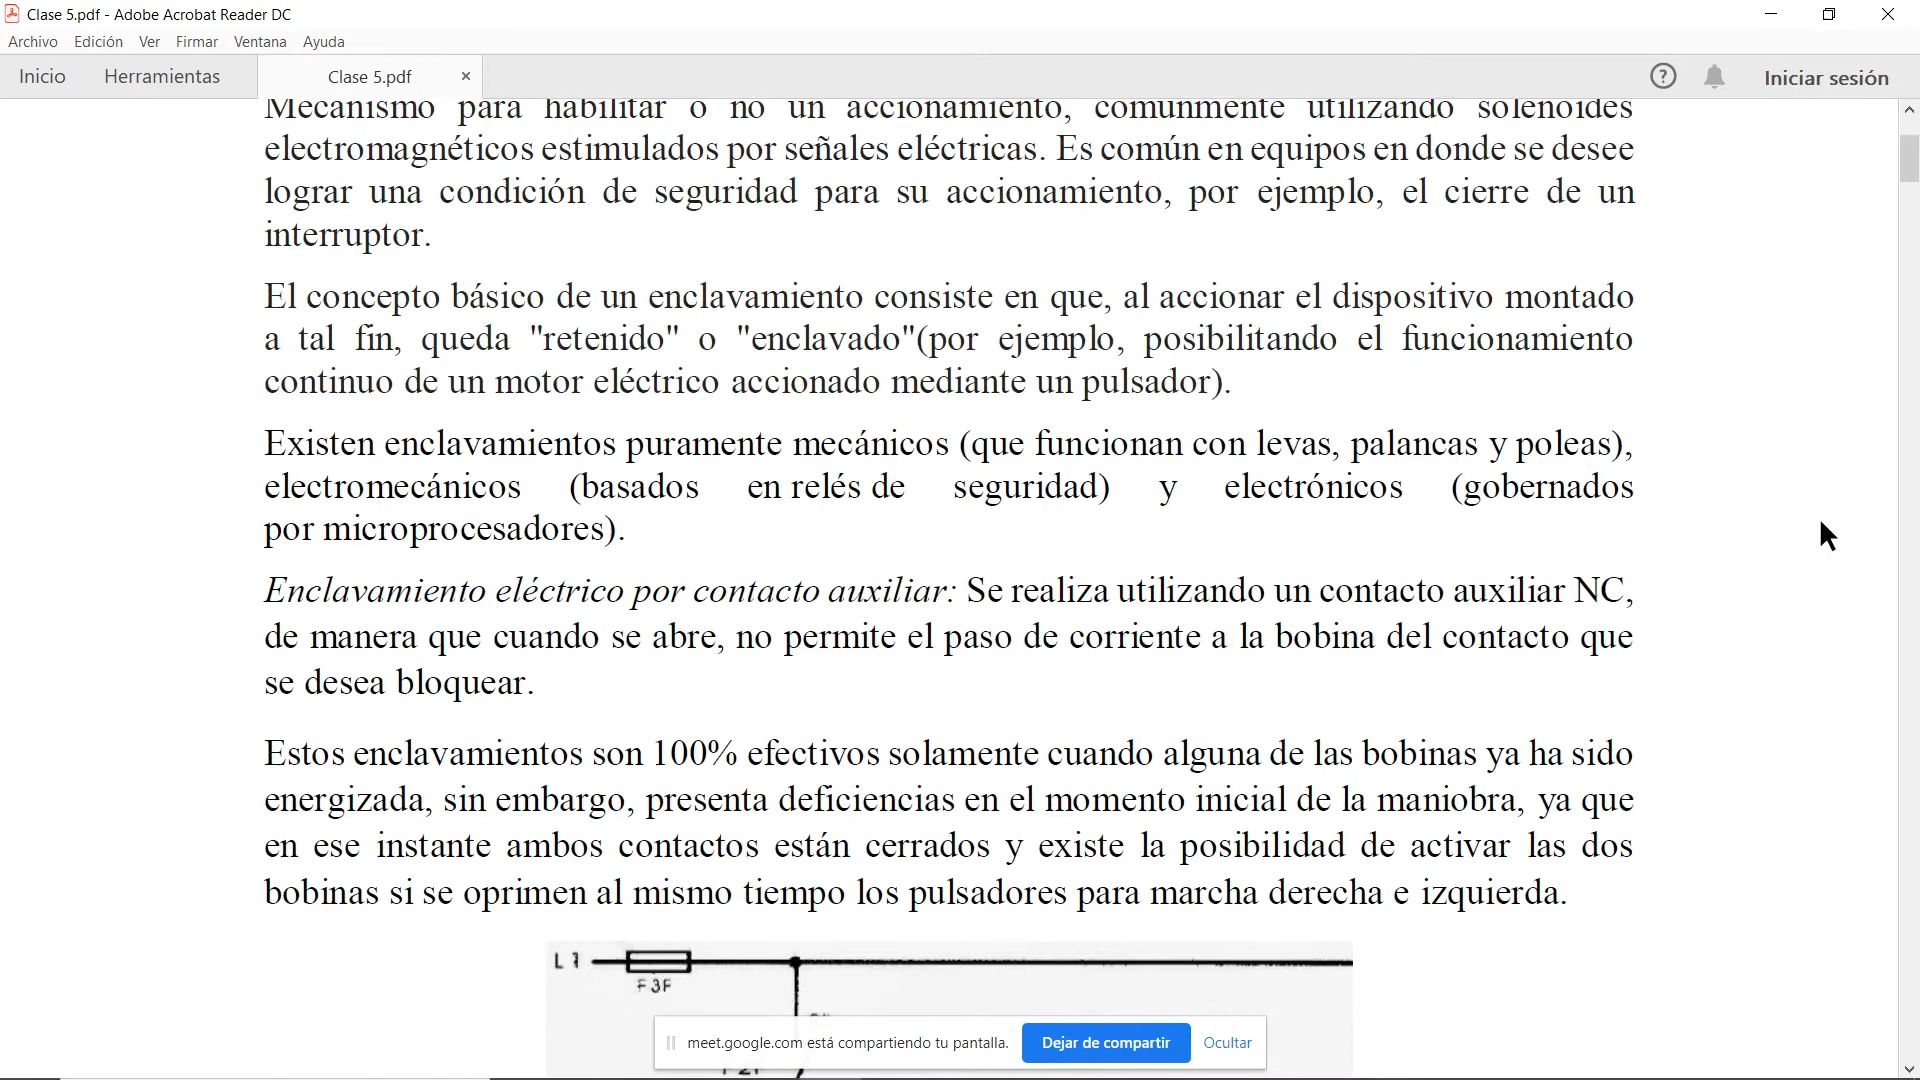 Clase 5.pdf - Adobe Acrobat Reader DC
Archivo Edición Ver Firmar Ventana Ayuda
Inicio Herramientas Clase 5.pdf × ? Iniciar sesión
Mecanismo para habilitar o no un accionamiento, comúnmente utilizando solenoides
electromagnéticos estimulados por señales eléctricas. Es común en equipos en donde se desee
lograr una condición de seguridad para su accionamiento, por ejemplo, el cierre de un
interruptor.
El concepto básico de un enclavamiento consiste en que, al accionar el dispositivo montado
a tal fin, queda "retenido" o "enclavado"(por ejemplo, posibilitando el funcionamiento
continuo de un motor eléctrico accionado mediante un pulsador).
Existen enclavamientos puramente mecánicos (que funcionan con levas, palancas y poleas),
electromecánicos (basados en relés de seguridad) y electrónicos (gobernados
por microprocesadores).
Enclavamiento eléctrico por contacto auxiliar: Se realiza utilizando un contacto auxiliar NC,
de manera que cuando se abre, no permite el paso de corriente a la bobina del contacto que
se desea bloquear.
Estos enclavamientos son 100% efectivos solamente cuando alguna de las bobinas ya ha sido
energizada, sin embargo, presenta deficiencias en el momento inicial de la maniobra, ya que
en ese instante ambos contactos están cerrados y existe la posibilidad de activar las dos
bobinas si se oprimen al mismo tiempo los pulsadores para marcha derecha e izquierda.
L1
F3F
meet.google.com está compartiendo tu pantalla. Dejar de compartir Ocultar